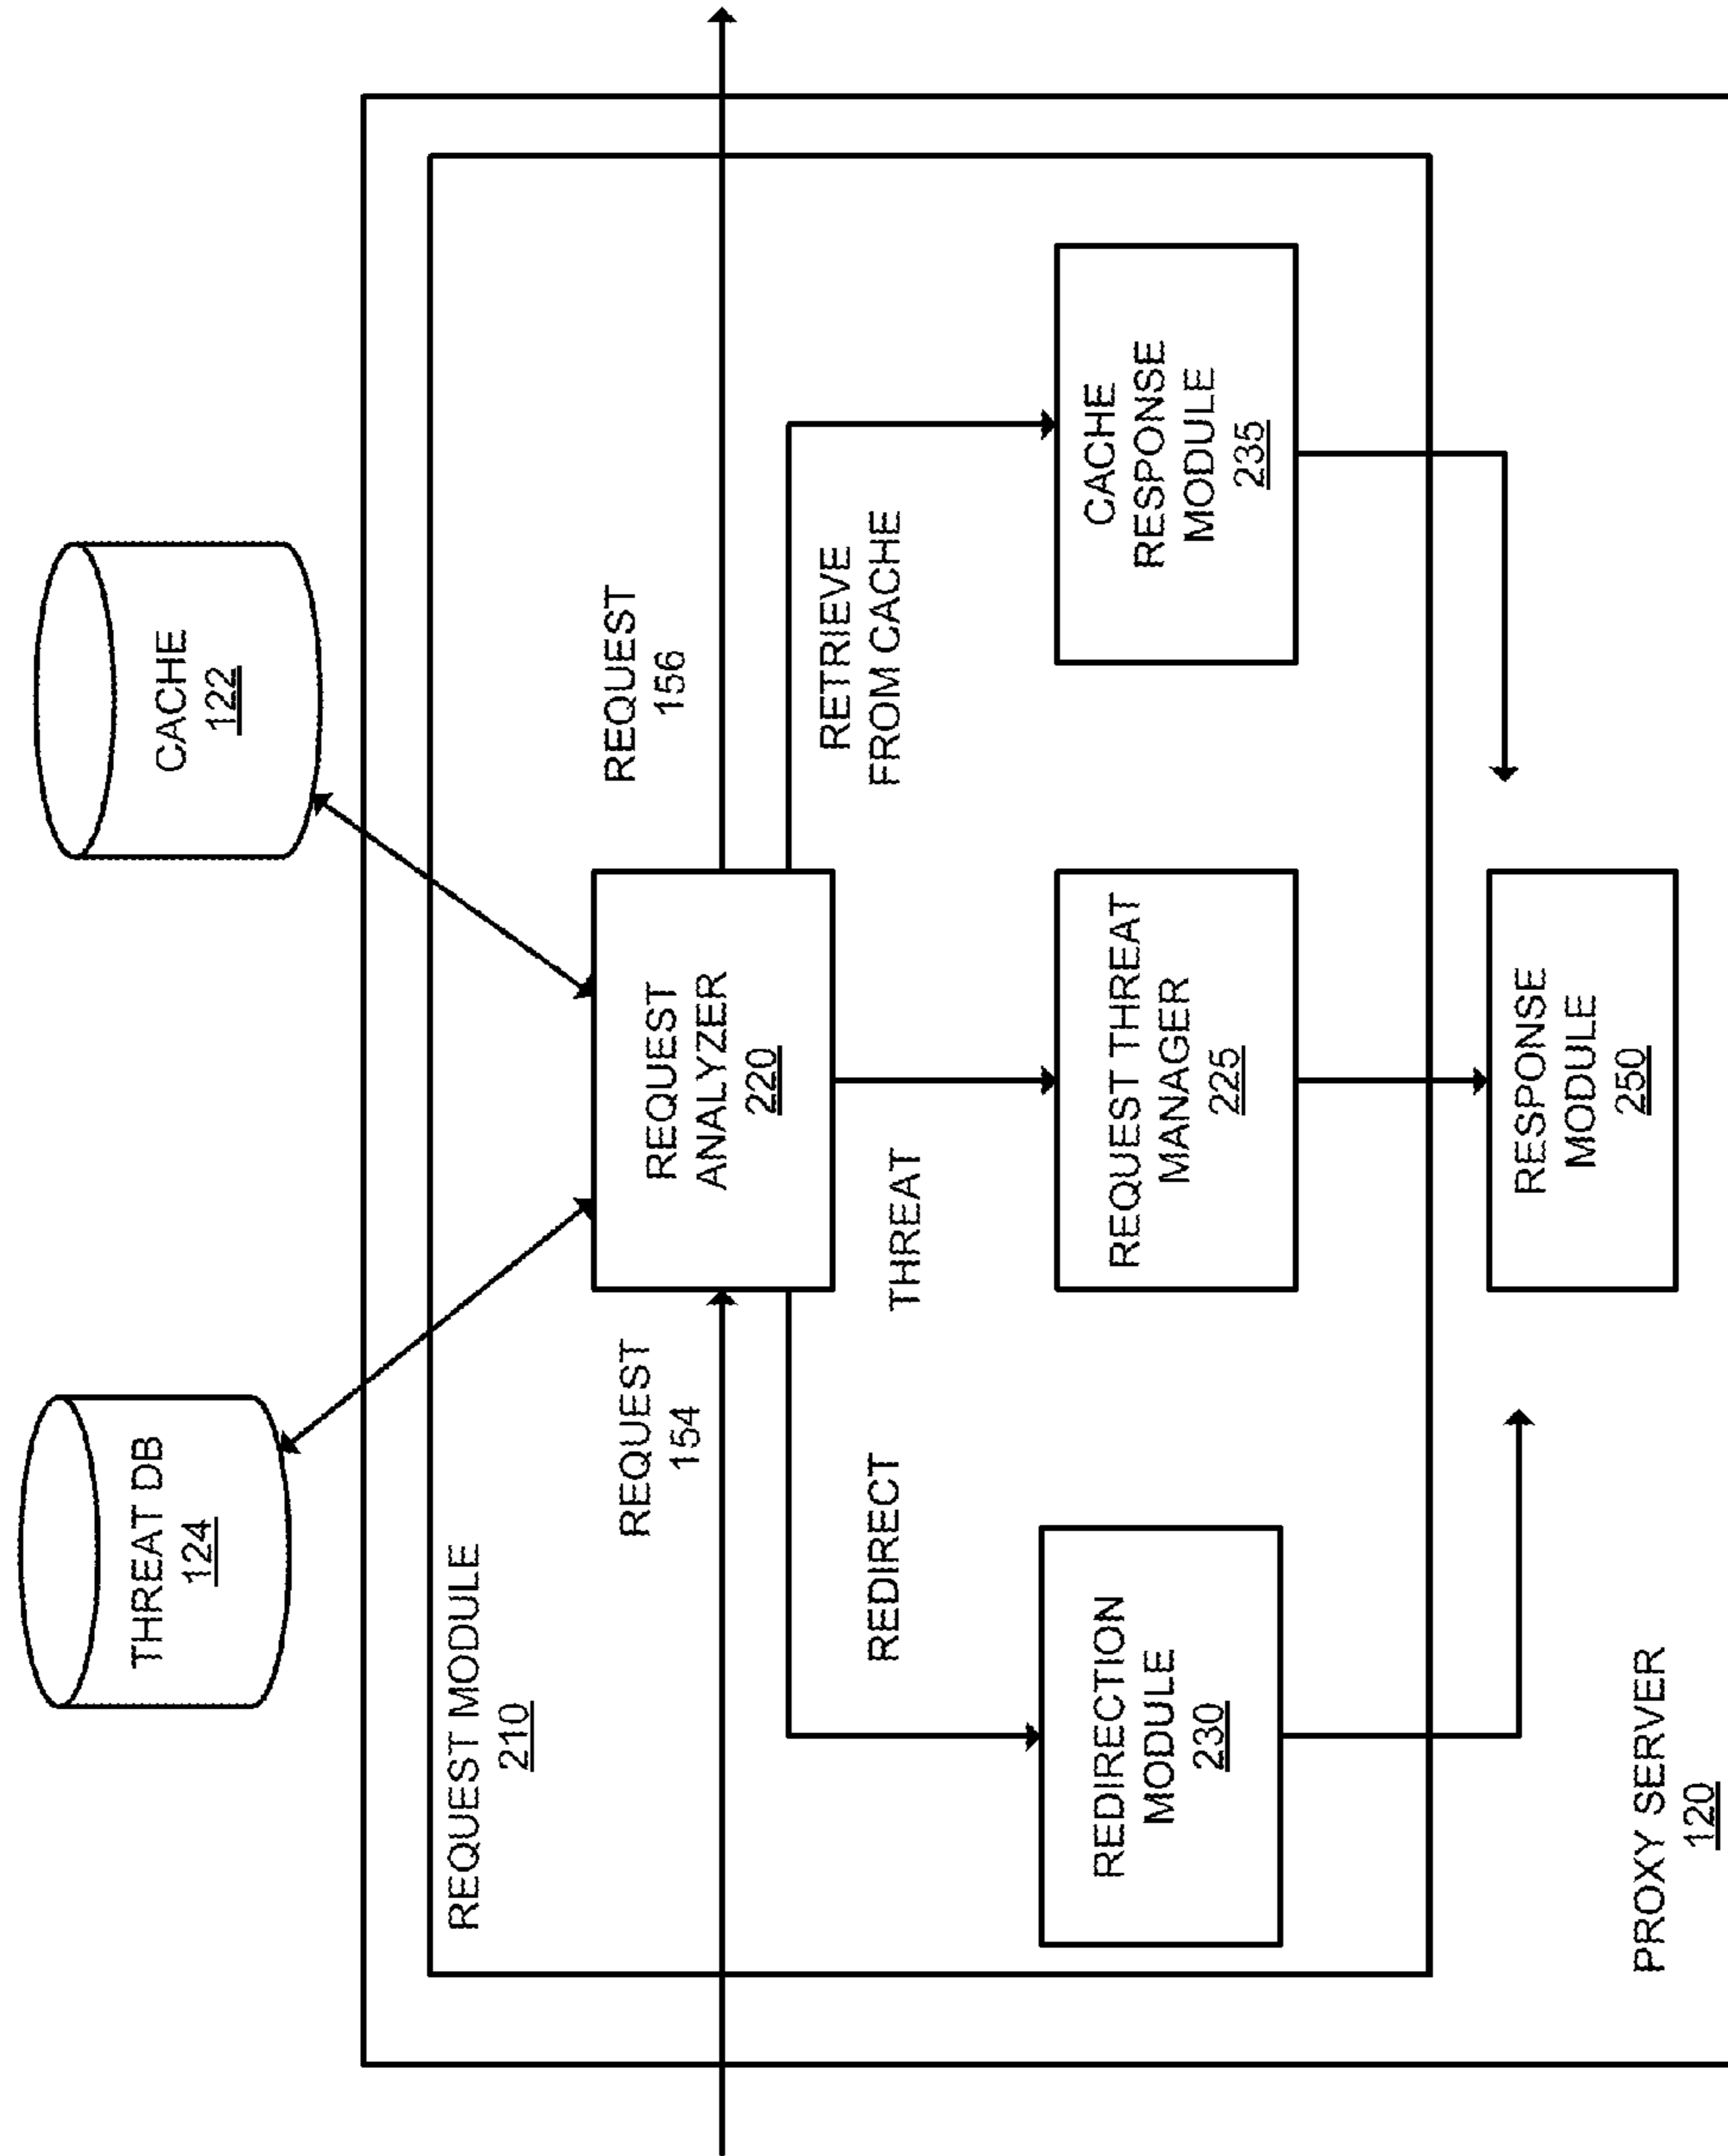 THREAT DB
124
CACHE
122
REQUEST MODULE
210
REQUEST
154
REQUEST
ANALYZER
220
REQUEST
156
REDIRECT
THREAT
RETRIEVE
FROM CACHE
REDIRECTION
MODULE
230
REQUEST THREAT
MANAGER
225
CACHE
RESPONSE
MODULE
235
RESPONSE
MODULE
250
PROXY SERVER
120